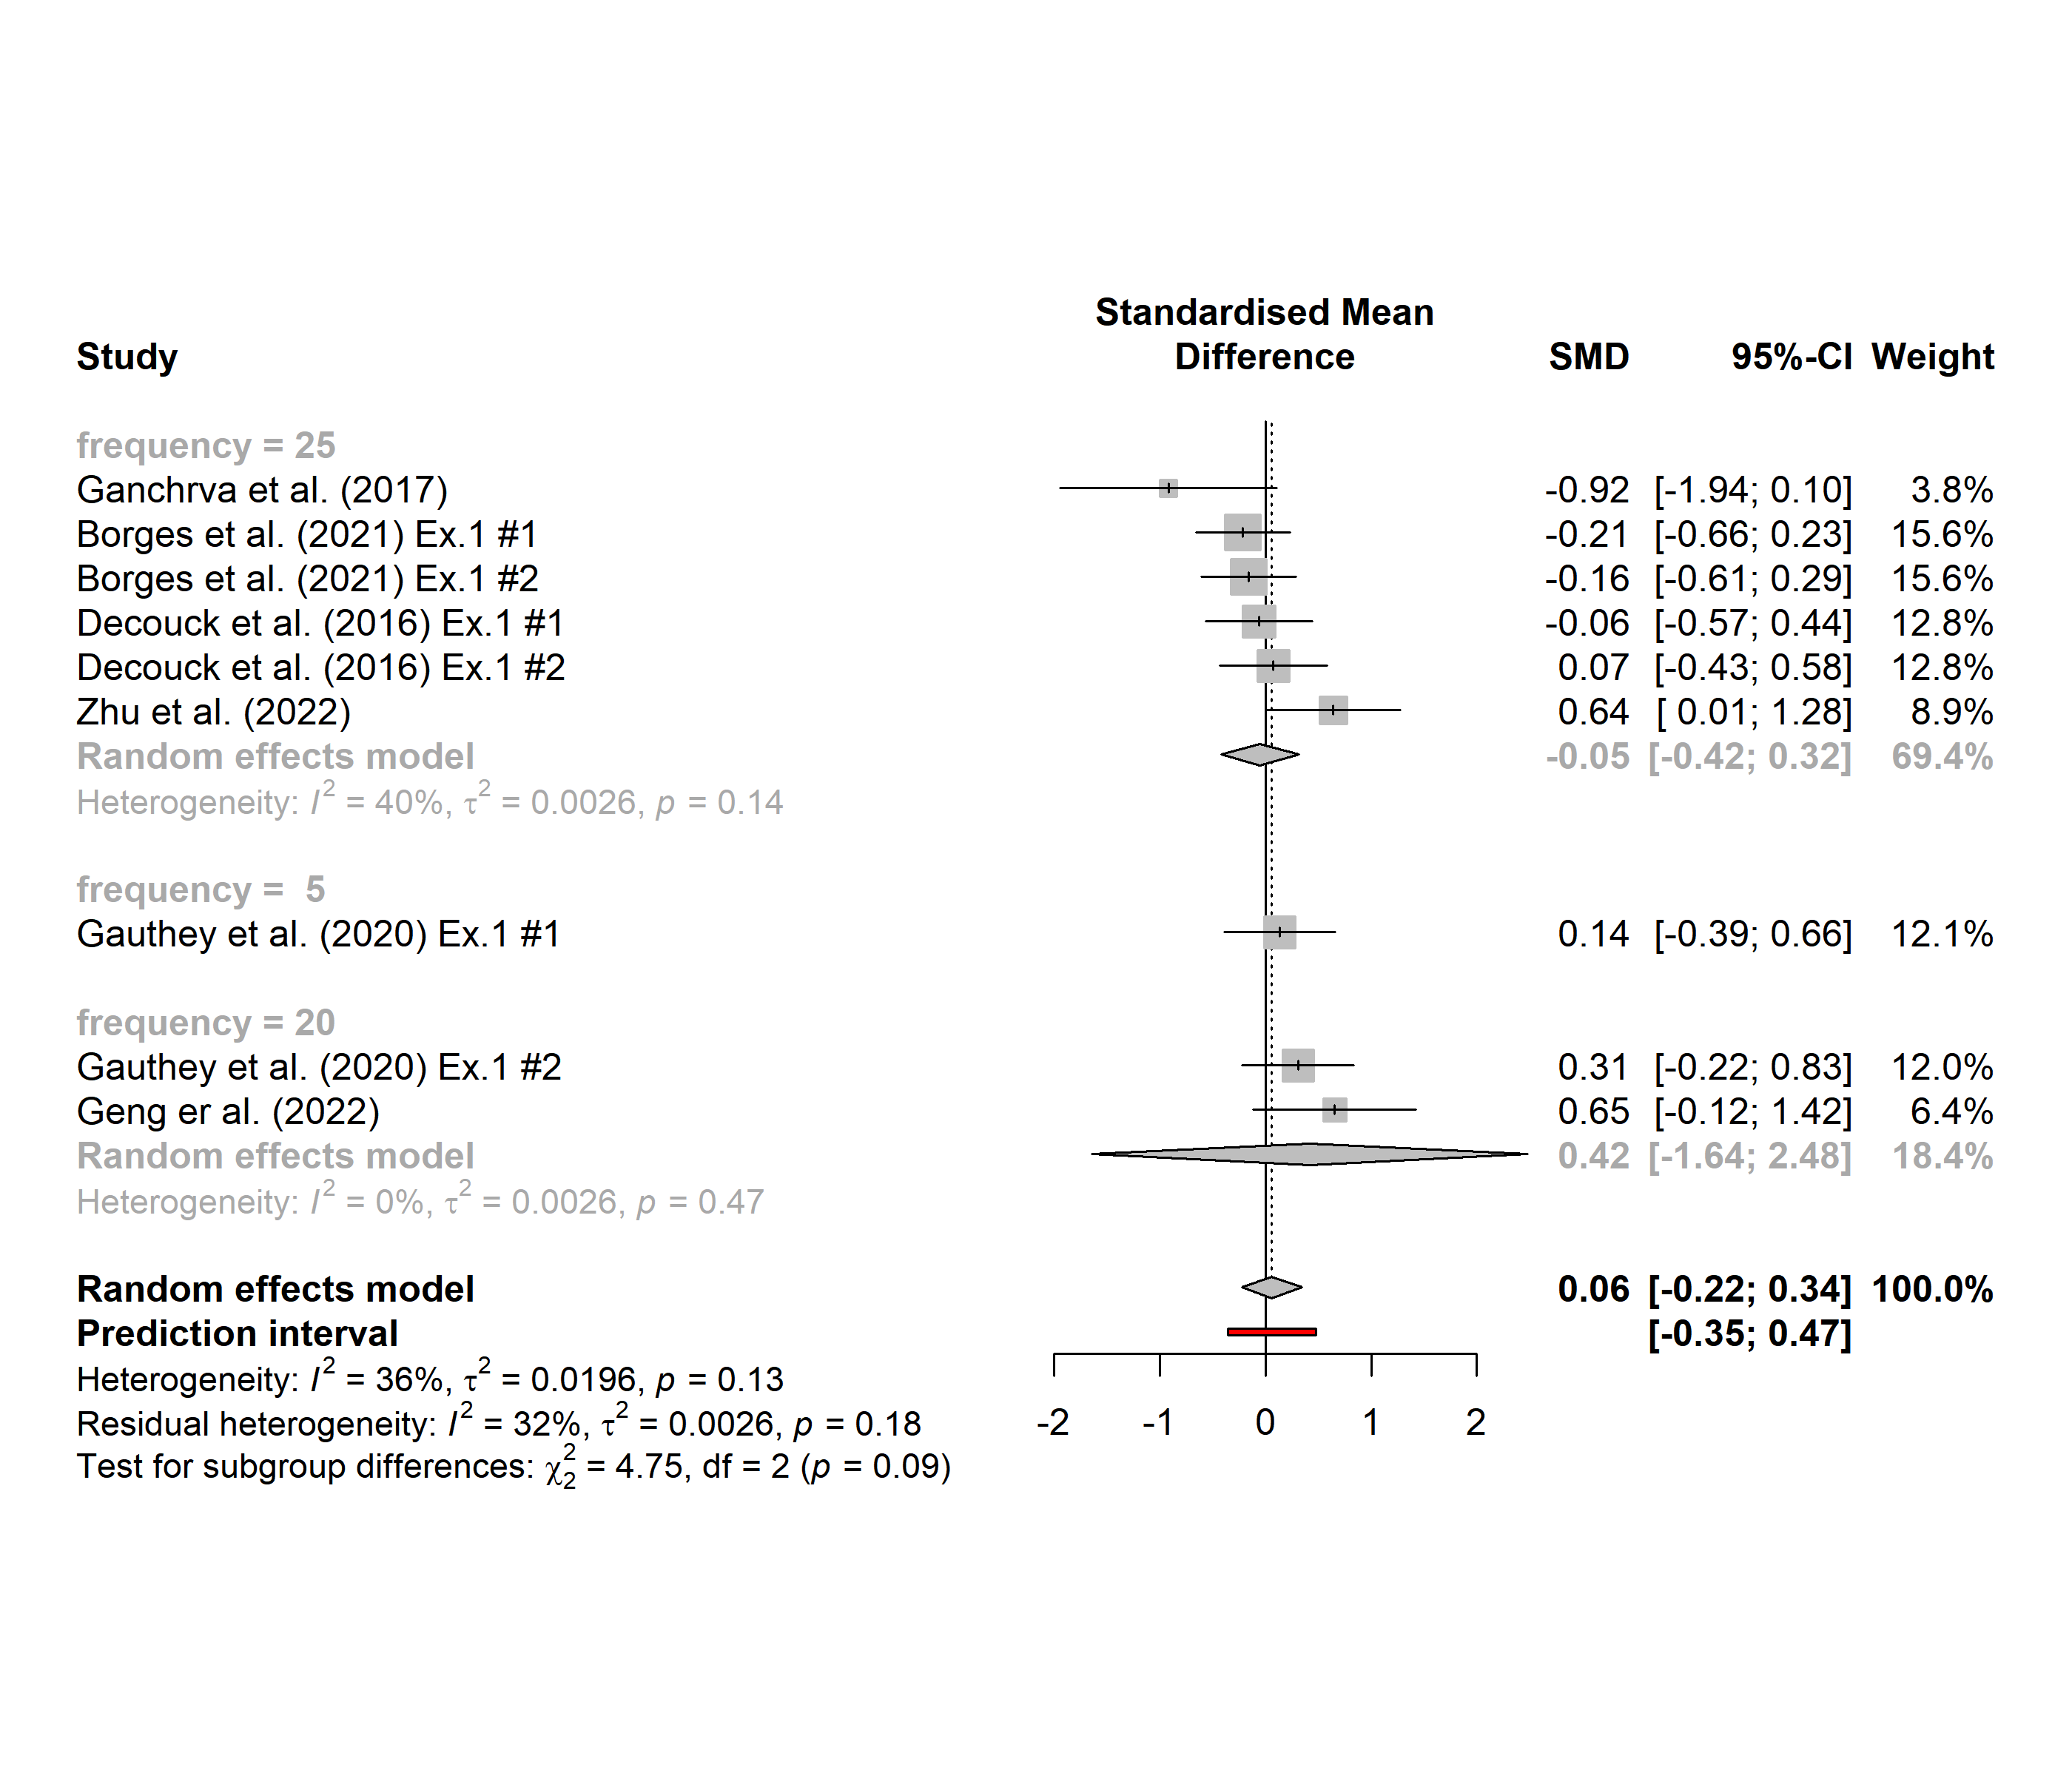 Standardised Mean
Study Difference SMD 95%-CI Weight
frequency = 25
Ganchrva et al. (2017) -0.92 [-1.94; 0.10] 3.8%
Borges et al. (2021) Ex.1 #1 -0.21 [-0.66; 0.23] 15.6%
Borges et al. (2021) Ex.1 #2 -0.16 [-0.61; 0.29] 15.6%
Decouck et al. (2016) Ex.1 #1 -0.06 [-0.57; 0.44] 12.8%
Decouck et al. (2016) Ex.1 #2 0.07 [-0.43; 0.58] 12.8%
Zhu et al. (2022) 0.64 [ 0.01; 1.28] 8.9%
Random effects model -0.05 [-0.42; 0.32] 69.4%
Heterogeneity: I² = 40%, τ² = 0.0026, p = 0.14
frequency =  5
Gauthey et al. (2020) Ex.1 #1 0.14 [-0.39; 0.66] 12.1%
frequency = 20
Gauthey et al. (2020) Ex.1 #2 0.31 [-0.22; 0.83] 12.0%
Geng er al. (2022) 0.65 [-0.12; 1.42] 6.4%
Random effects model 0.42 [-1.64; 2.48] 18.4%
Heterogeneity: I² = 0%, τ² = 0.0026, p = 0.47
Random effects model 0.06 [-0.22; 0.34] 100.0%
Prediction interval [-0.35; 0.47]
Heterogeneity: I² = 36%, τ² = 0.0196, p = 0.13
Residual heterogeneity: I² = 32%, τ² = 0.0026, p = 0.18
-2 -1 0 1 2
Test for subgroup differences: χ²₂ = 4.75, df = 2 (p = 0.09)